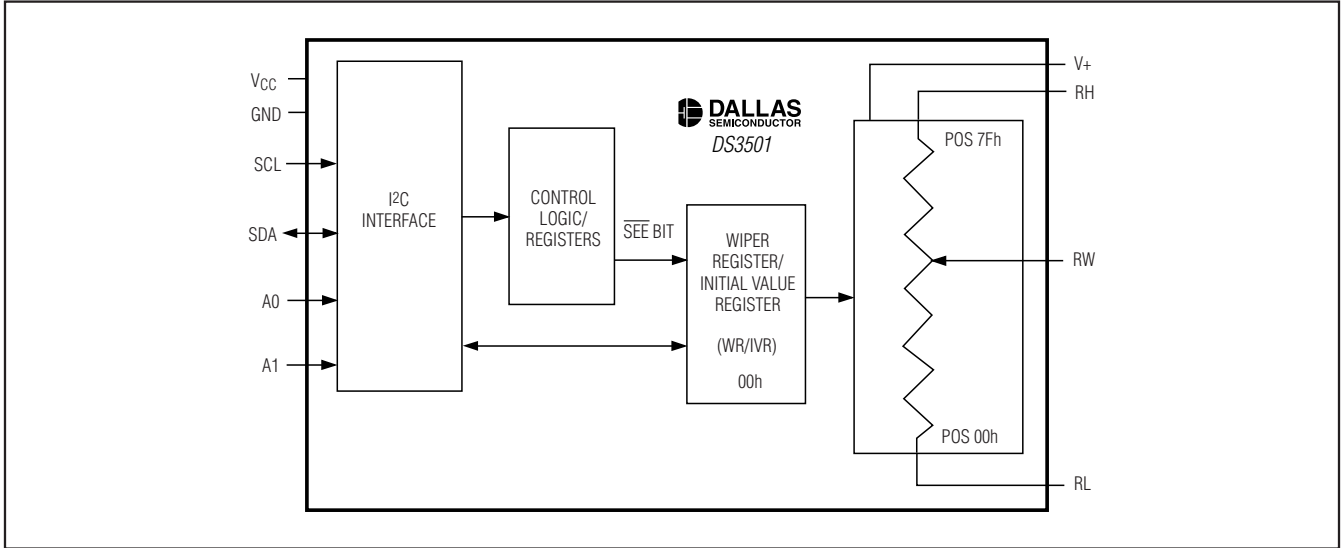 VCC
GND
SCL
SDA
A0
A1
I2C
INTERFACE
CONTROL
LOGIC/
REGISTERS
SEE BIT
DALLAS
SEMICONDUCTOR
DS3501
WIPER
REGISTER/
INITIAL VALUE
REGISTER
(WR/IVR)
00h
POS 7Fh
POS 00h
V+
RH
RW
RL